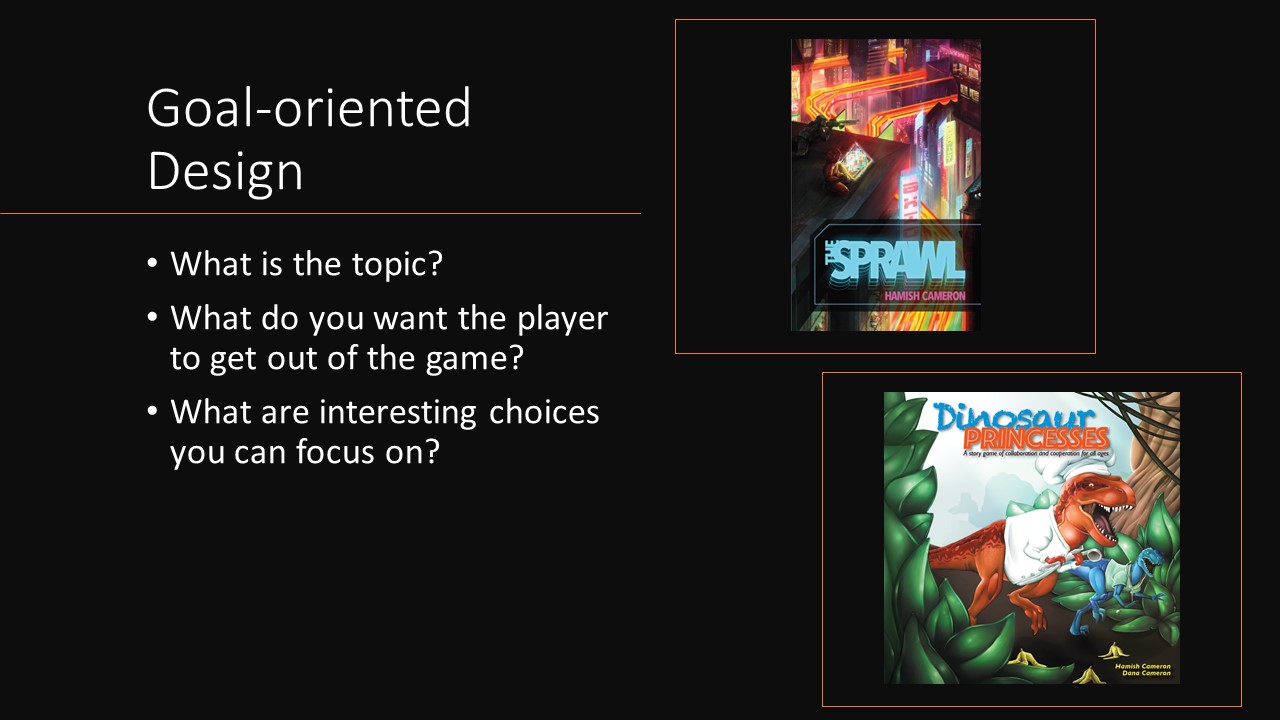 Goal-oriented
Design
• What is the topic?
• What do you want the player
to get out of the game?
• What are interesting choices
you can focus on?
THE
SPRAWL
HAMISH CAMERON
Dinosaur
PRINCESSES
A story game of collaboration and cooperation for all ages
Hamish Cameron
Dana Cameron